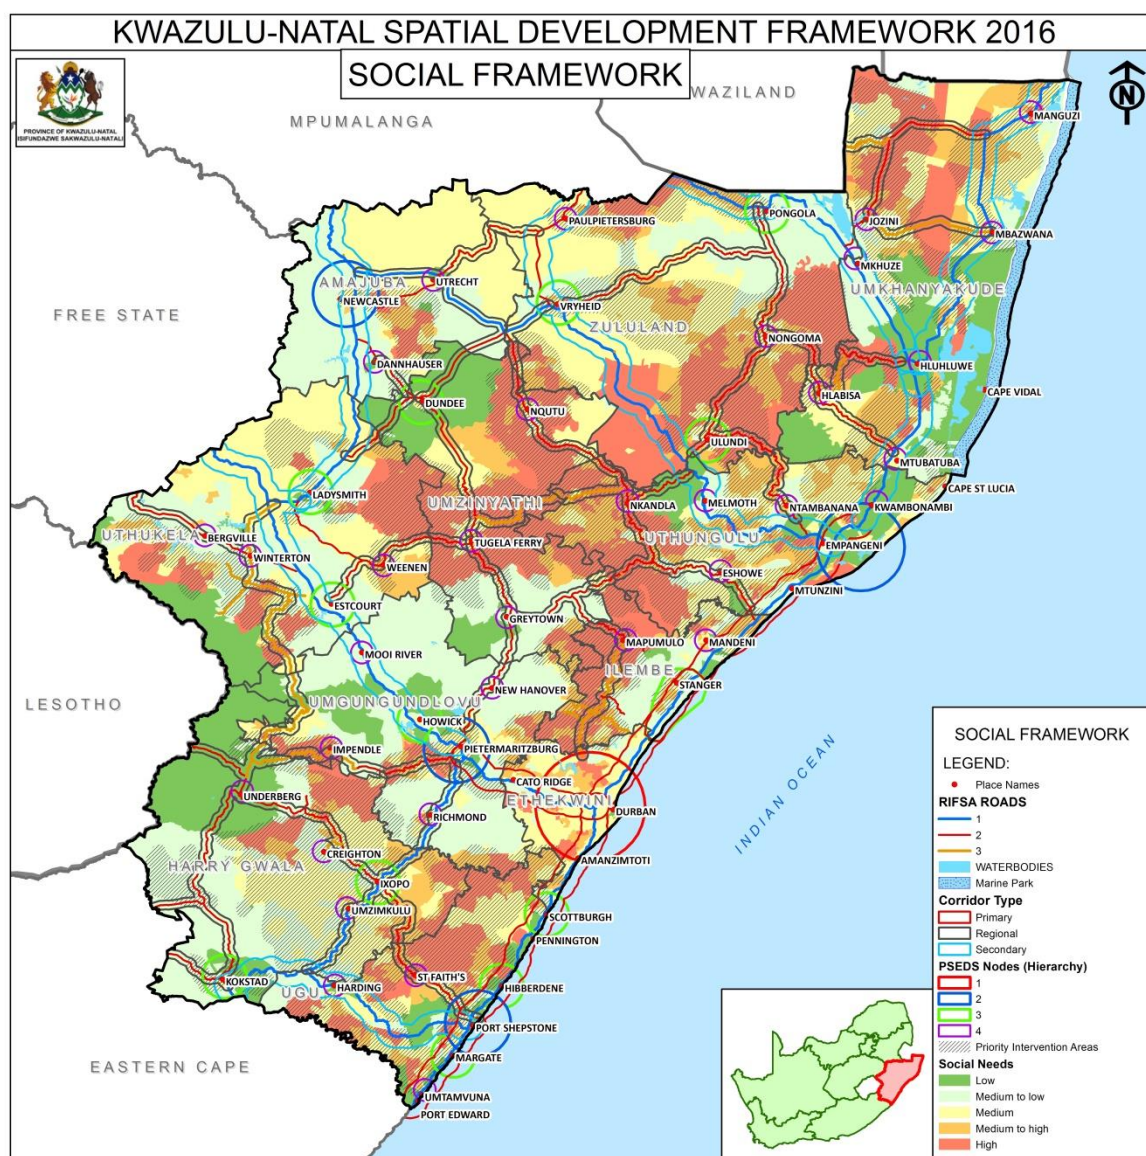 KWAZULU-NATAL SPATIAL DEVELOPMENT FRAMEWORK 2016
SOCIAL FRAMEWORK
PROVINCE OF KWAZULU-NATAL
ISIFUNDAZWE SAKWAZULU-NATALI
WAZILAND
MPUMALANGA
N
MANGUZI
PAULPIETERSBURG
PONGOLA
JOZINI
MBAZWANA
MKHUZE
AMAJUBA
UTRECHT
UMKHANYAKUDE
NEWCASTLE
VRYHEID
FREE STATE
ZULULAND
NONGOMA
DANNHAUSER
HLUHLUWE
HLABISA
CAPE VIDAL
DUNDEE
NQUTU
ULUNDI
MTUBATUBA
LADYSMITH
CAPE ST LUCIA
UMZINYATHI
NKANDLA
MELMOTH
NTAMBANANA
KWAMBONAMBI
UTHUKELA
BERGVILLE
UTHUNGULU
TUGELA FERRY
EMPANGENI
WINTERTON
WEENEN
ESHOWE
MTUNZINI
ESTCOURT
GREYTOWN
MAPUMULO
MANDENI
MOOI RIVER
ILEMBE
STANGER
NEW HANOVER
LESOTHO
UMGUNGUNDLOVU
HOWICK
IMPENDLE
PIETERMARITZBURG
CATO RIDGE
UNDERBERG
ETHEKWINI
DURBAN
RICHMOND
INDIAN OCEAN
CREIGHTON
AMANZIMTOTI
HARRY GWALA
IXOPO
UMZIMKULU
SCOTTBURGH
PENNINGTON
KOKSTAD
ST FAITH'S
HARDING
HIBBERDENE
UGU
PORT SHEPSTONE
MARGATE
EASTERN CAPE
UMTAMVUNA
PORT EDWARD
SOCIAL FRAMEWORK
LEGEND:
Place Names
RIFSA ROADS
1
2
3
WATERBODIES
Marine Park
Corridor Type
Primary
Regional
Secondary
PSEDS Nodes (Hierarchy)
1
2
3
4
Priority Intervention Areas
Social Needs
Low
Medium to low
Medium
Medium to high
High